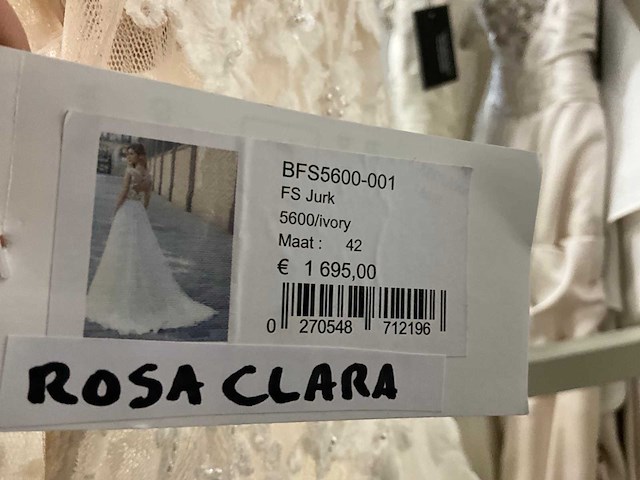 BFS5600-001
FS Jurk
5600/ivory
Maat : 42
€ 1 695,00
0 270548 712196
ROSA CLARA